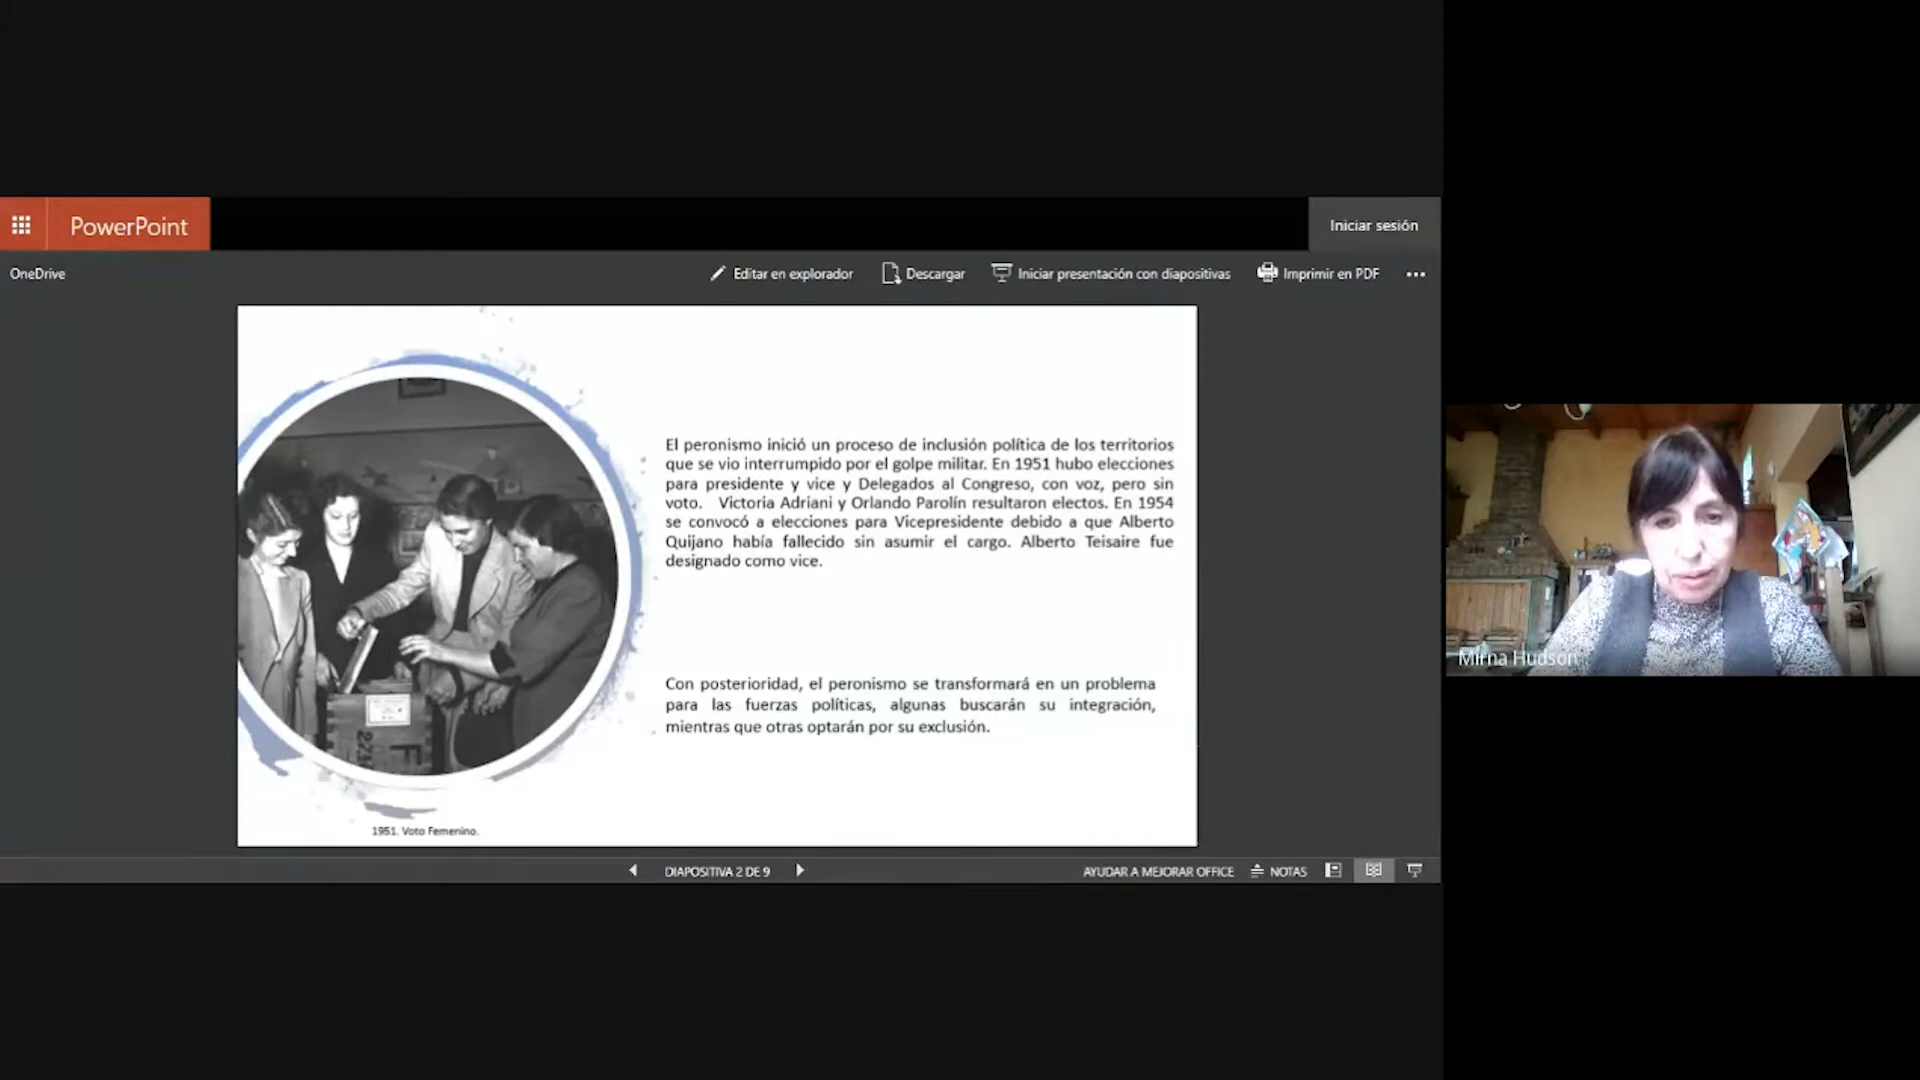 PowerPoint
Iniciar sesión
OneDrive
Editar en explorador
Descargar
Iniciar presentación con diapositivas
Imprimir en PDF
El peronismo inició un proceso de inclusión política de los territorios
que se vio interrumpido por el golpe militar. En 1951 hubo elecciones
para presidente y vice y Delegados al Congreso, con voz, pero sin
voto. Victoria Adriani y Orlando Parolín resultaron electos. En 1954
se convocó a elecciones para Vicepresidente debido a que Alberto
Quijano había fallecido sin asumir el cargo. Alberto Teisaire fue
designado como vice.
Con posterioridad, el peronismo se transformará en un problema
para las fuerzas políticas, algunas buscarán su integración,
mientras que otras optarán por su exclusión.
1951. Voto Femenino.
Mirna Hudson
DIAPOSITIVA 2 DE 9
AYUDAR A MEJORAR OFFICE
NOTAS